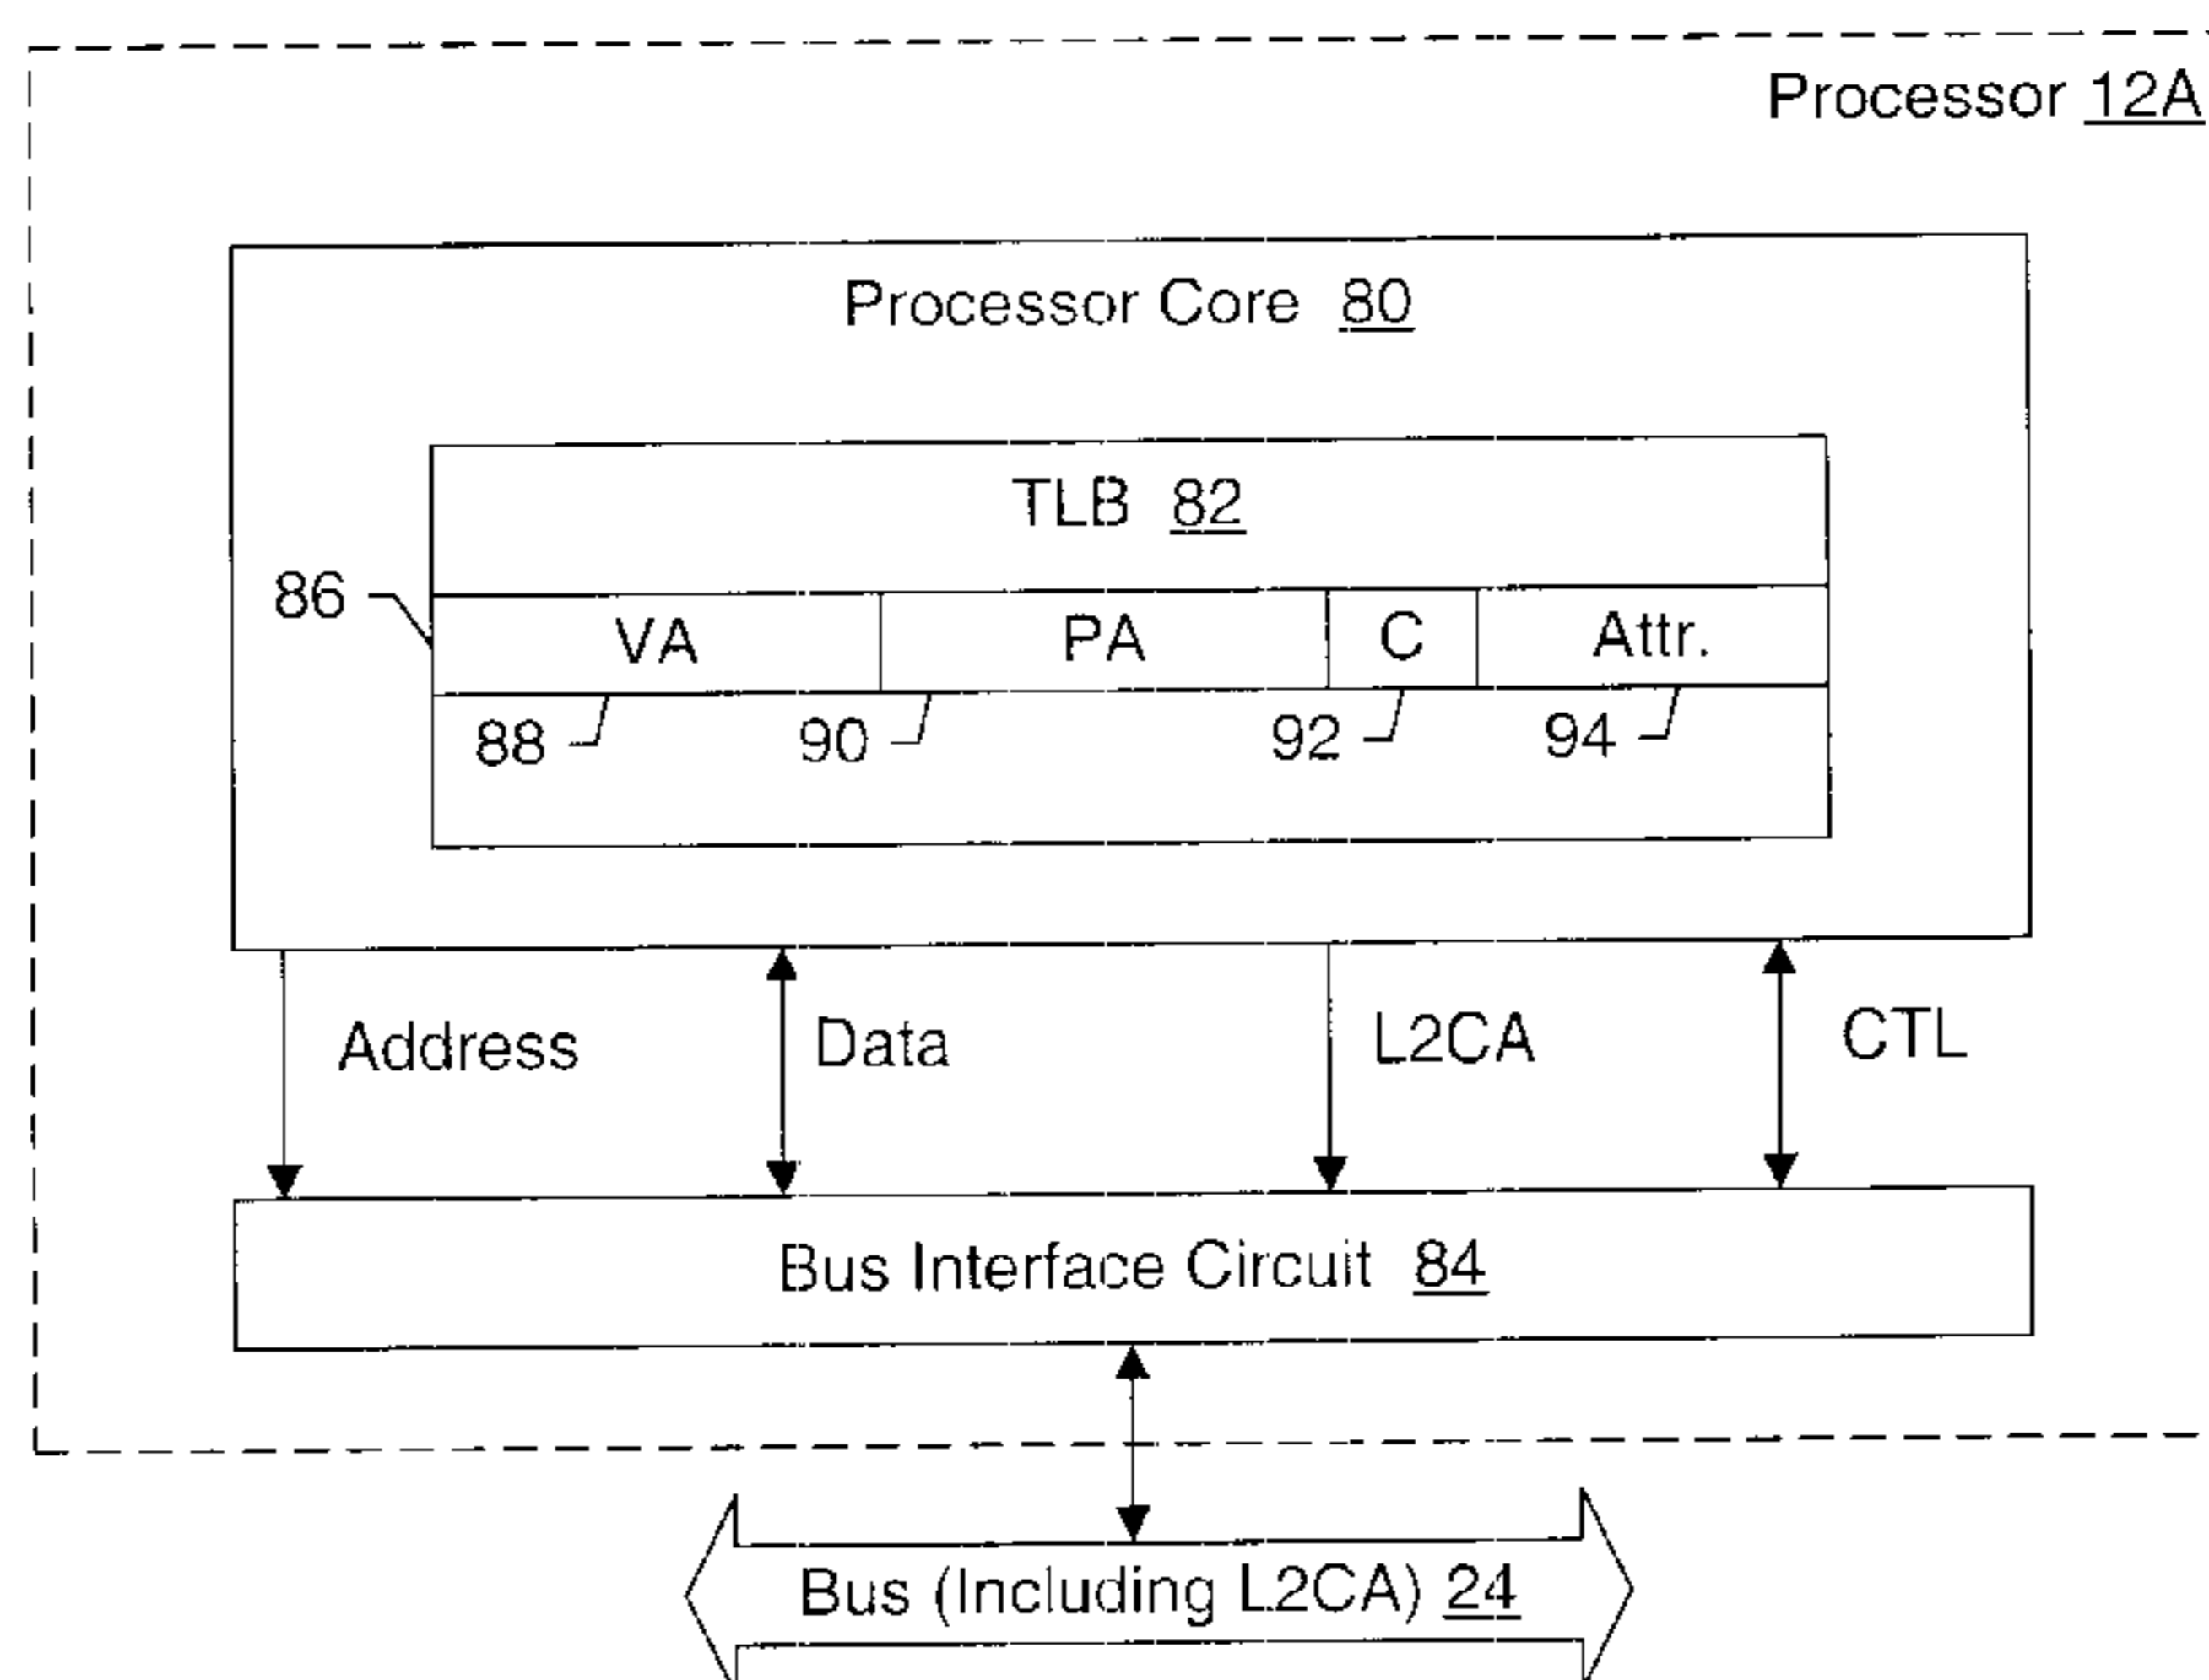 Processor 12A
Processor Core 80
TLB 82
86
VA PA C Attr.
88 90 92 94
Address Data L2CA CTL
Bus Interface Circuit 84
Bus (Including L2CA) 24